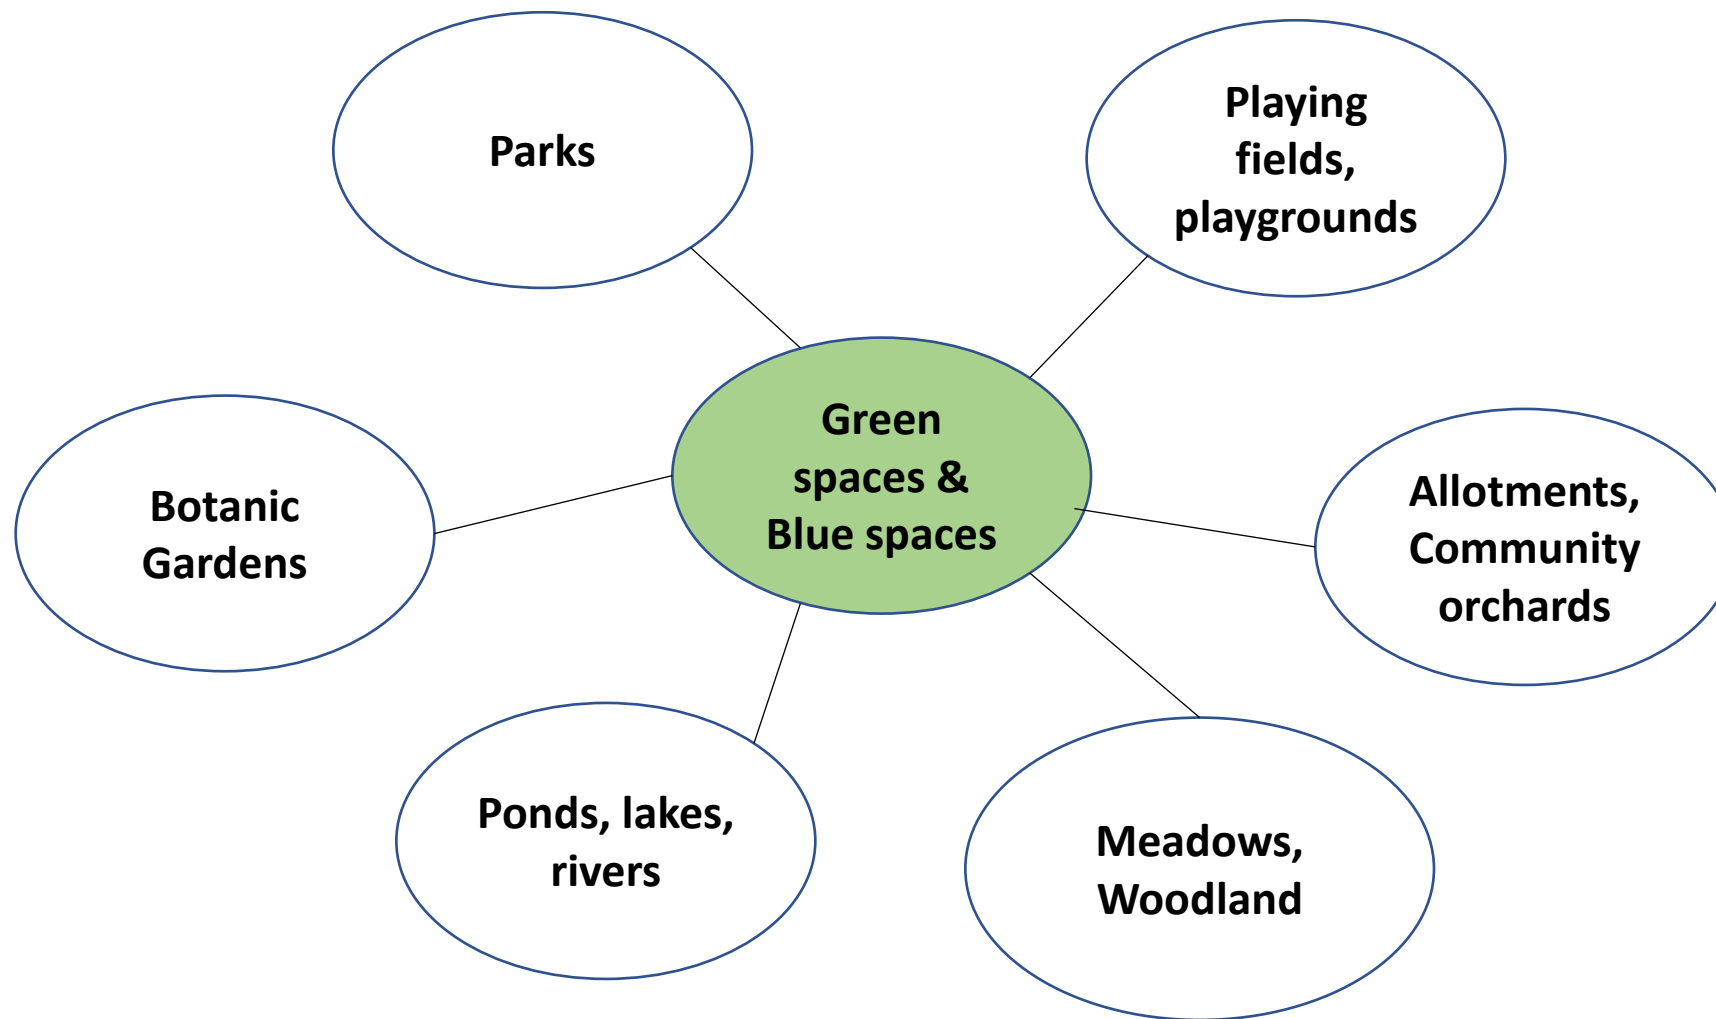 Parks
Playing
fields,
playgrounds
Green
spaces &
Blue spaces
Botanic
Gardens
Allotments,
Community
orchards
Ponds, lakes,
rivers
Meadows,
Woodland